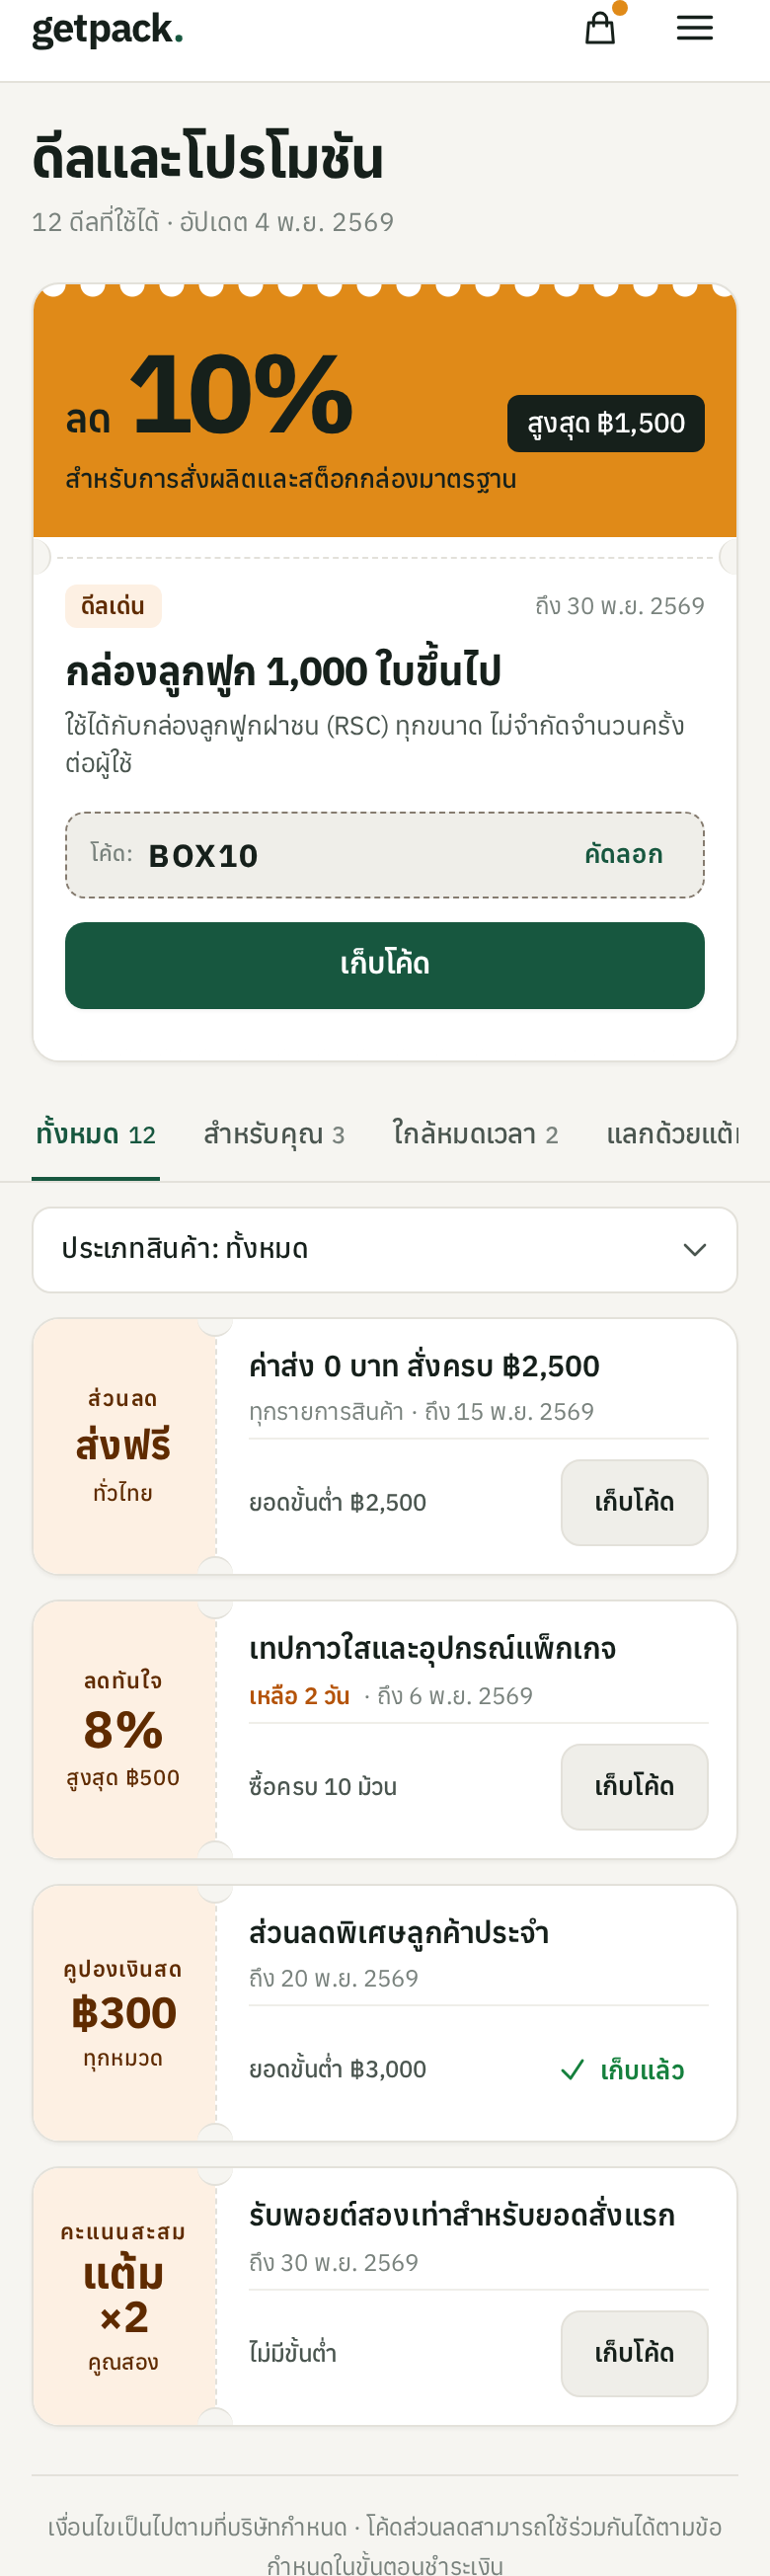 getpack.
ดีลและโปรโมชัน
12 ดีลที่ใช้ได้ · อัปเดต 4 พ.ย. 2569
ลด 10%
สูงสุด ฿1,500
สำหรับการสั่งผลิตและสต็อกกล่องมาตรฐาน
ดีลเด่น
ถึง 30 พ.ย. 2569
กล่องลูกฟูก 1,000 ใบขึ้นไป
ใช้ได้กับกล่องลูกฟูกฝาชน (RSC) ทุกขนาด ไม่จำกัดจำนวนครั้ง
ต่อผู้ใช้
โค้ด: BOX10
คัดลอก
เก็บโค้ด
ทั้งหมด 12
สำหรับคุณ 3
ใกล้หมดเวลา 2
แลกด้วยแต้ม
ประเภทสินค้า: ทั้งหมด
ส่วนลด
ส่งฟรี
ทั่วไทย
ค่าส่ง 0 บาท สั่งครบ ฿2,500
ทุกรายการสินค้า · ถึง 15 พ.ย. 2569
ยอดขั้นต่ำ ฿2,500
เก็บโค้ด
ลดทันใจ
8%
สูงสุด ฿500
เทปกาวใสและอุปกรณ์แพ็กเกจ
เหลือ 2 วัน · ถึง 6 พ.ย. 2569
ซื้อครบ 10 ม้วน
เก็บโค้ด
คูปองเงินสด
฿300
ทุกหมวด
ส่วนลดพิเศษลูกค้าประจำ
ถึง 20 พ.ย. 2569
ยอดขั้นต่ำ ฿3,000
เก็บแล้ว
คะแนนสะสม
แต้ม
×2
คูณสอง
รับพอยต์สองเท่าสำหรับยอดสั่งแรก
ถึง 30 พ.ย. 2569
ไม่มีขั้นต่ำ
เก็บโค้ด
เงื่อนไขเป็นไปตามที่บริษัทกำหนด · โค้ดส่วนลดสามารถใช้ร่วมกันได้ตามข้อ
กำหนดในขั้นตอนชำระเงิน